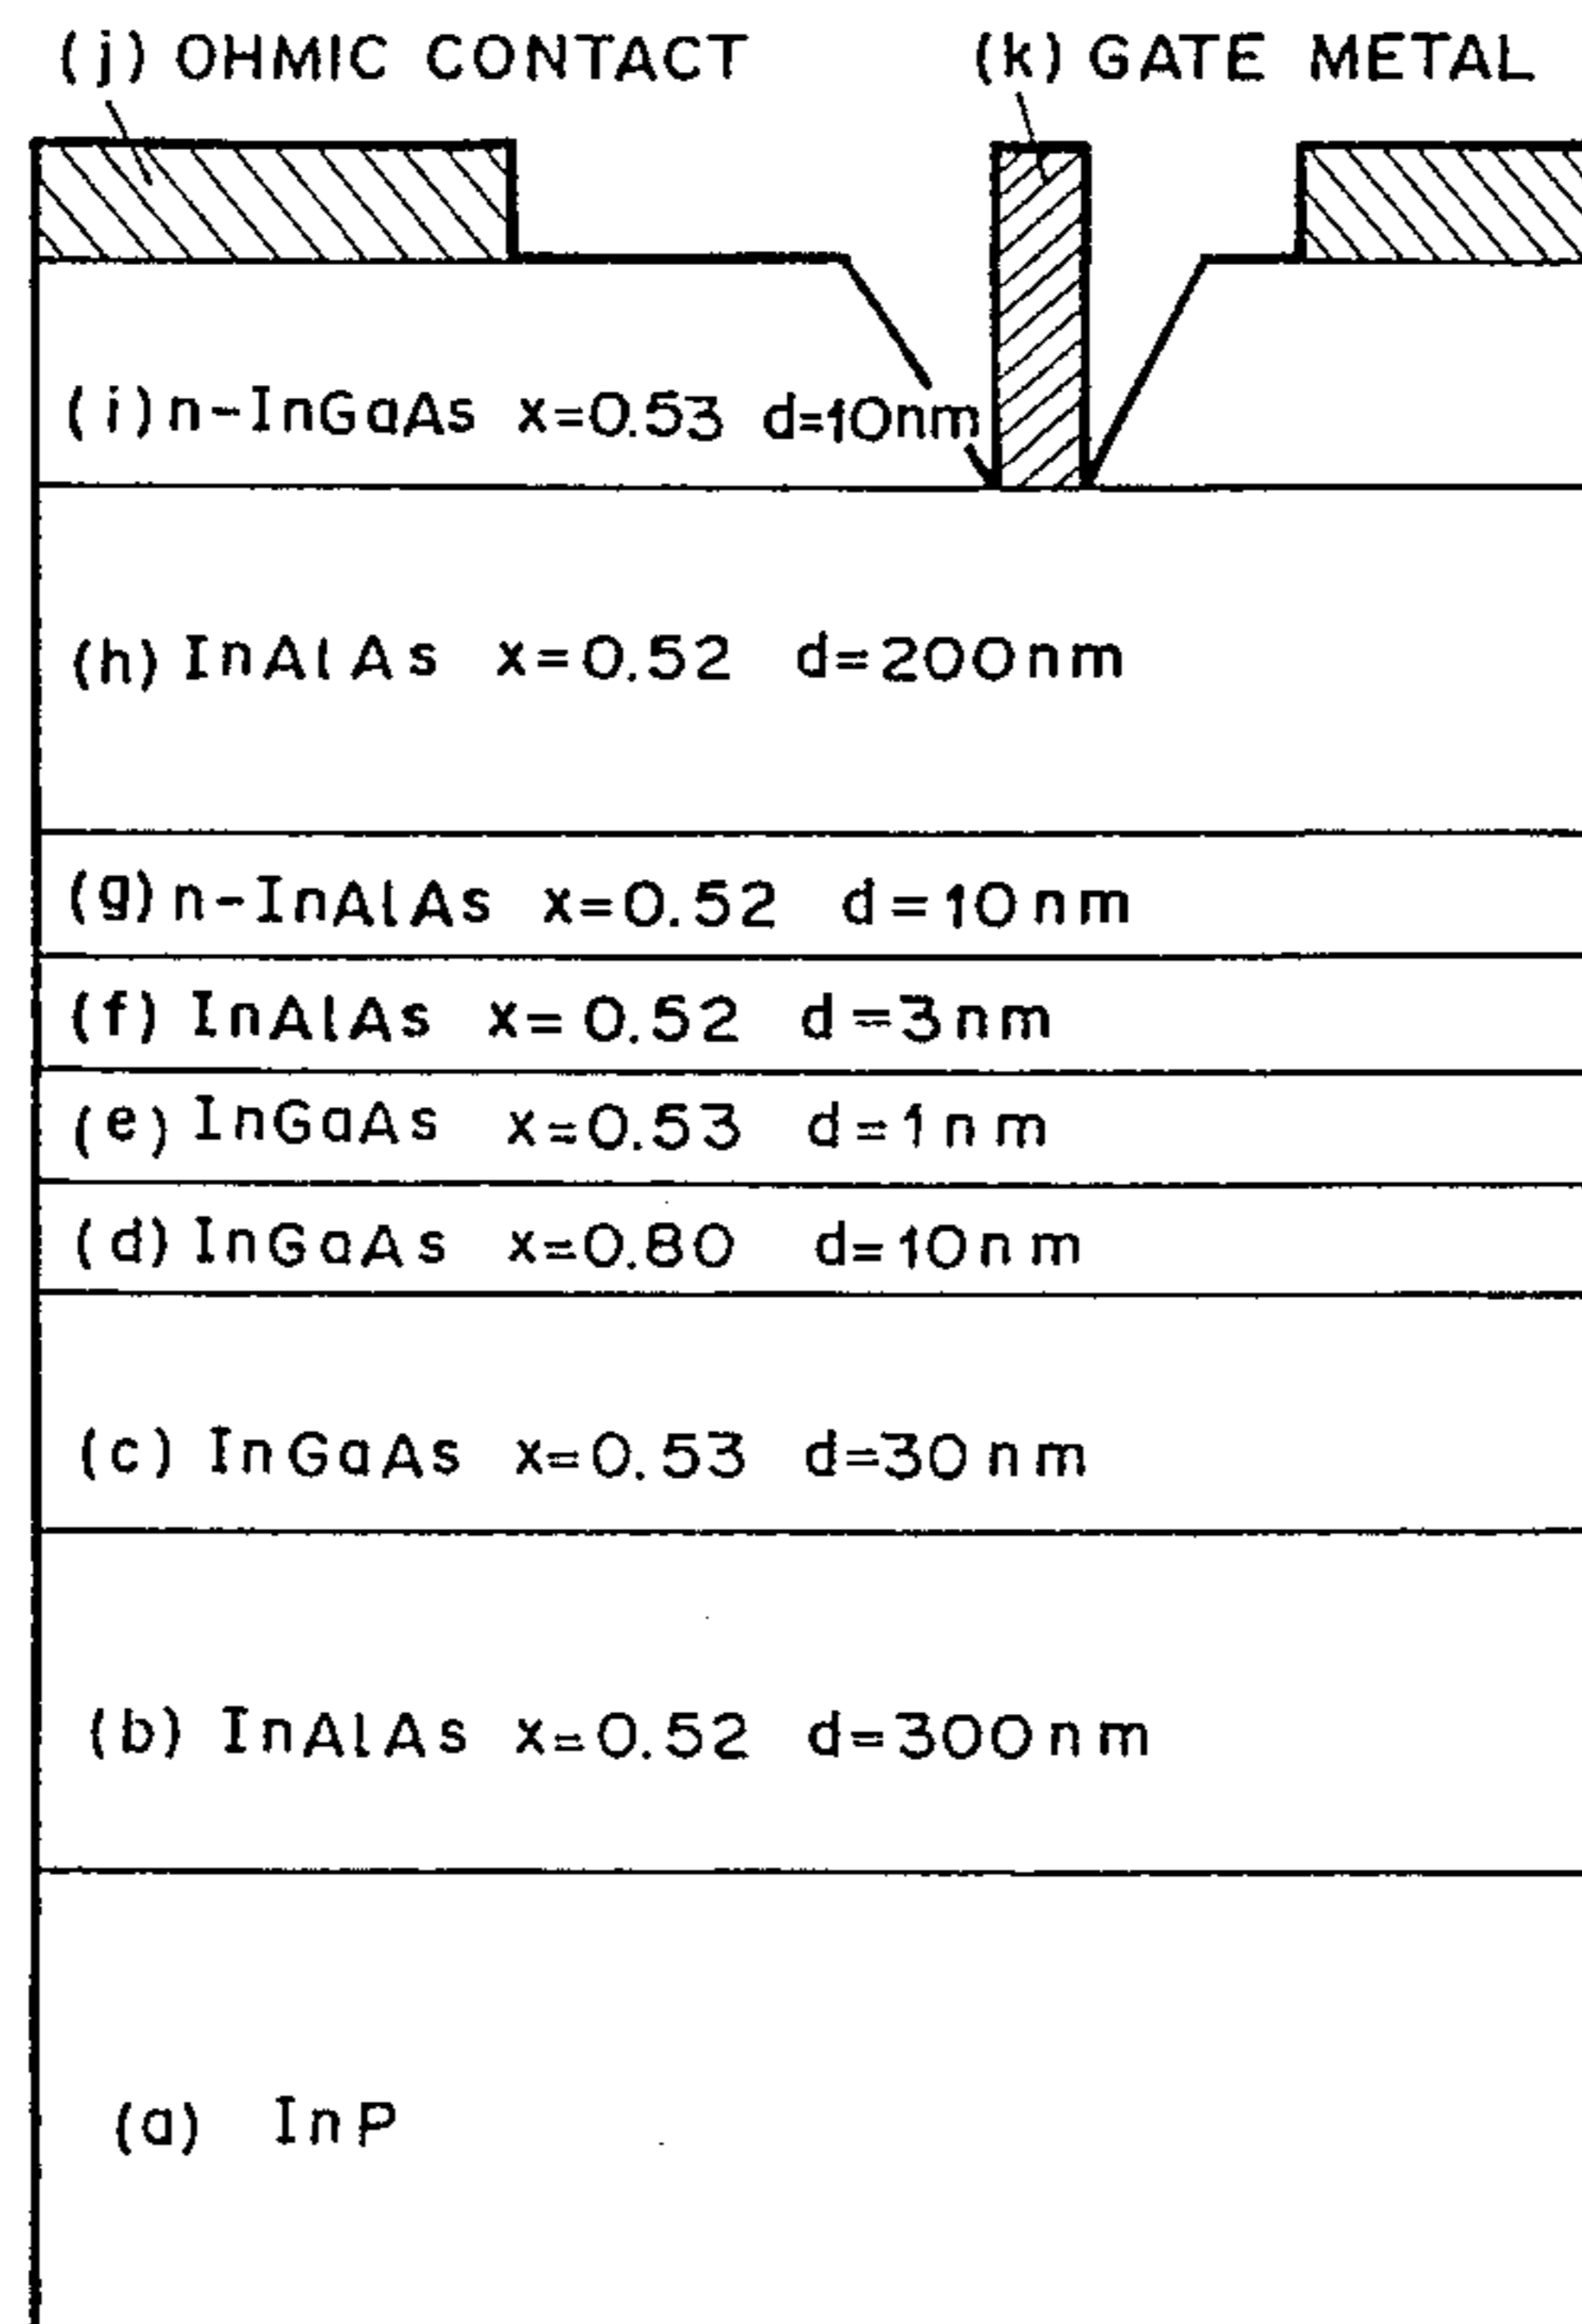 (j) OHMIC CONTACT (k) GATE METAL
(i) n-InGaAs x=0.53 d=10nm
(h) InAlAs x=0.52 d=200nm
(g) n-InAlAs x=0.52 d=10nm
(f) InAlAs x=0.52 d=3nm
(e) InGaAs x=0.53 d=1nm
(d) InGaAs x=0.80 d=10nm
(c) InGaAs x=0.53 d=30nm
(b) InAlAs x=0.52 d=300nm
(a) InP